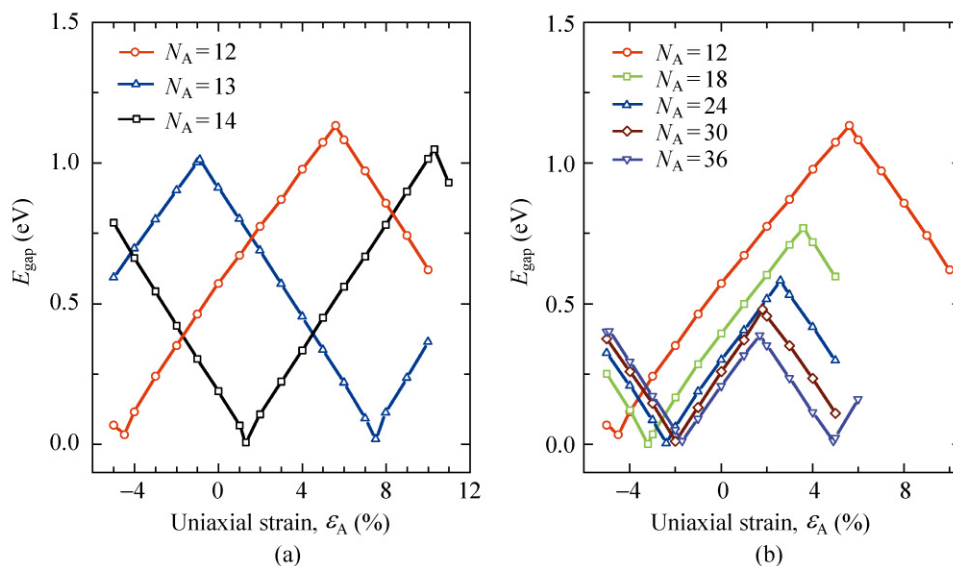 1.5
1.0
0.5
0.0
E_gap (eV)
N_A = 12
N_A = 13
N_A = 14
−4 0 4 8 12
Uniaxial strain, ε_A (%)
(a)
1.5
1.0
0.5
0.0
E_gap (eV)
N_A = 12
N_A = 18
N_A = 24
N_A = 30
N_A = 36
−4 0 4 8
Uniaxial strain, ε_A (%)
(b)